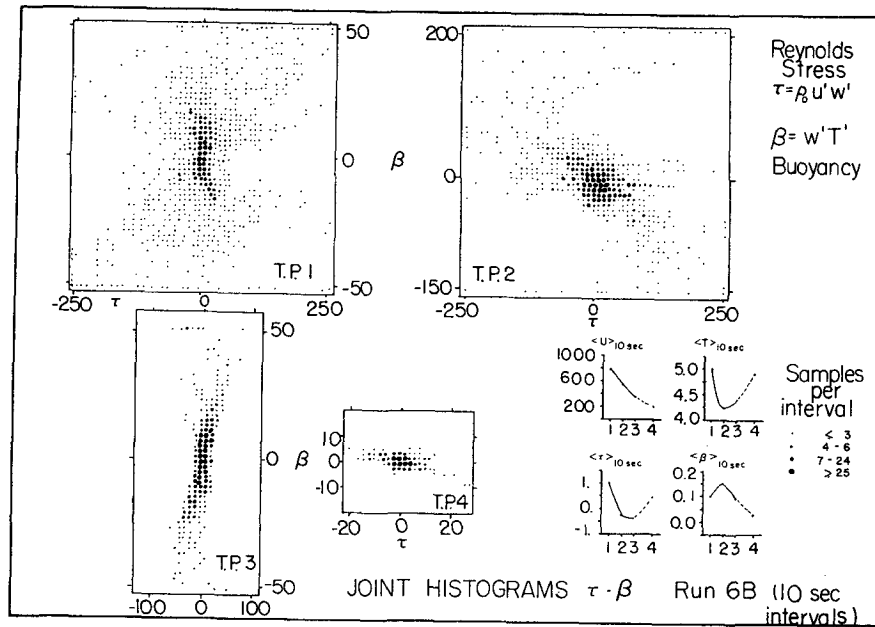 50
β
0
T.P.1
-50
-250
τ
0
250
200
0
T.P.2
-150
-250
0
τ
250
Reynolds
Stress
τ=ρ₀u'w'
β=w'T'
Buoyancy
50
β
0
T.P.3
-50
-100
0
100
10
0
-10
T.P.4
-20
0
20
τ
<U>10 sec
1000
600
200
1 2 3 4
<T>10 sec
5.0
4.5
4.0
1 2 3 4
<τ>10 sec
1.
0.
-1.
1 2 3 4
<β>10 sec
0.2
0.1
0.0
1 2 3 4
Samples
per
interval
≤ 3
4 - 6
7 - 24
≥25
JOINT HISTOGRAMS τ - β Run 6B (10 sec
intervals)